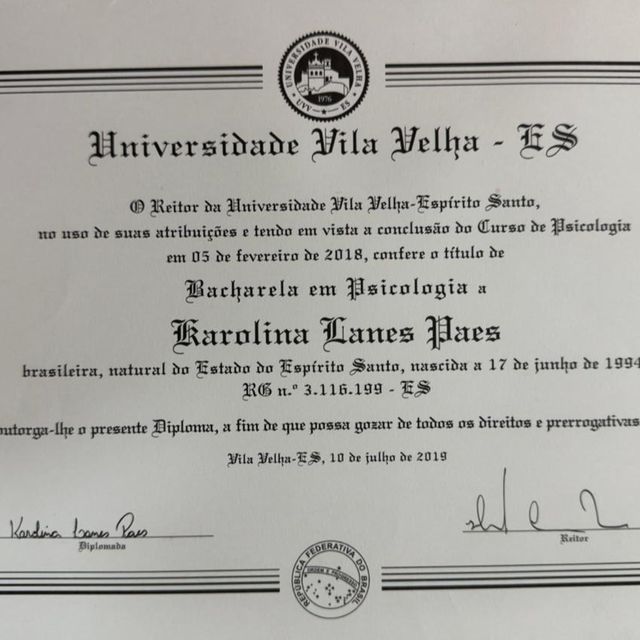 UNIVERSIDADE VILA VELHA
1976
UVV ES
Universidade Vila Velha - ES
O Reitor da Universidade Vila Velha-Espírito Santo,
no uso de suas atribuições e tendo em vista a conclusão do Curso de Psicologia
em 05 de fevereiro de 2018, confere o título de
Bacharela em Psicologia a
Karolina Lanes Paes
brasileira, natural do Estado do Espírito Santo, nascida a 17 de junho de 1994
RG n.º 3.116.199 - ES
outorga-lhe o presente Diploma, a fim de que possa gozar de todos os direitos e prerrogativas
Vila Velha-ES, 10 de julho de 2019
Karolina Lanes Paes
Diplomada
Reitor
REPÚBLICA FEDERATIVA DO BRASIL
ORDEM E PROGRESSO